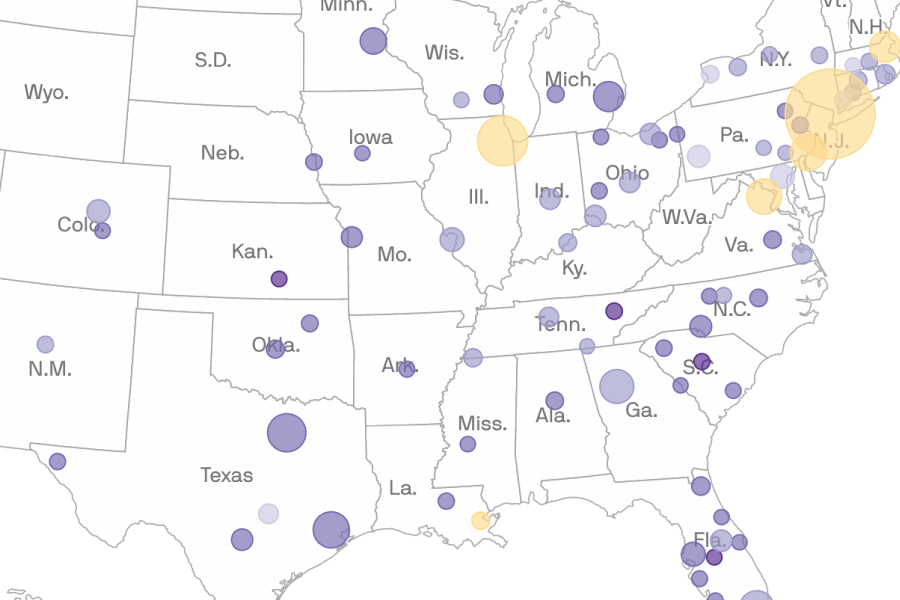 Minn.
Vt.
N.H.
Wis.
S.D.
N.Y.
Mich.
Wyo.
Iowa
Pa.
N.J.
Neb.
Ohio
Ind.
Ill.
W.Va.
Colo.
Va.
Kan.
Mo.
Ky.
N.C.
Tenn.
Okla.
Ark.
S.C.
N.M.
Ga.
Ala.
Miss.
Texas
La.
Fla.